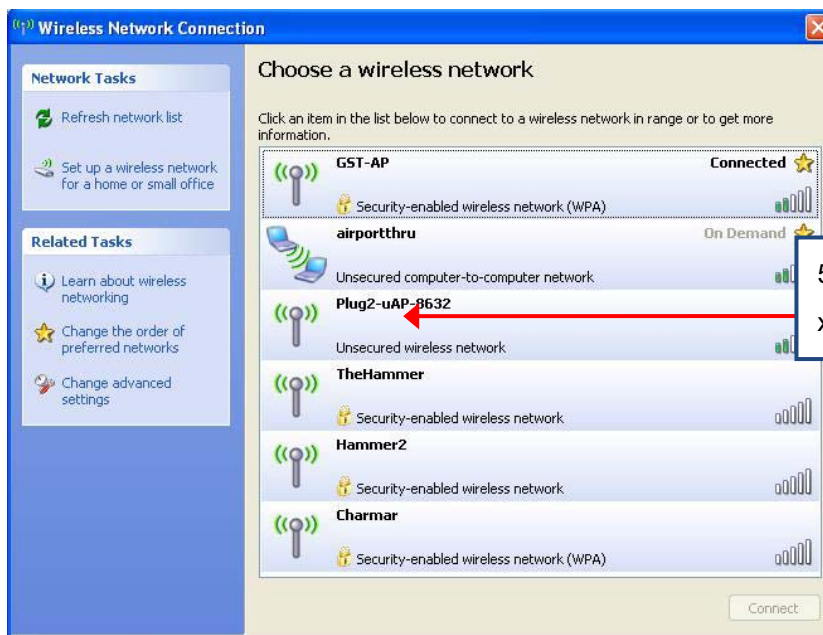 Wireless Network Connection
Network Tasks
Refresh network list
Set up a wireless network
for a home or small office
Related Tasks
Learn about wireless
networking
Change the order of
preferred networks
Change advanced
settings
Choose a wireless network
Click an item in the list below to connect to a wireless network in range or to get more
information.
GST-AP
Connected
Security-enabled wireless network (WPA)
airportthru
On Demand
Unsecured computer-to-computer network
Plug2-uAP-8632
Unsecured wireless network
TheHammer
Security-enabled wireless network
Hammer2
Security-enabled wireless network
Charmar
Security-enabled wireless network (WPA)
Connect